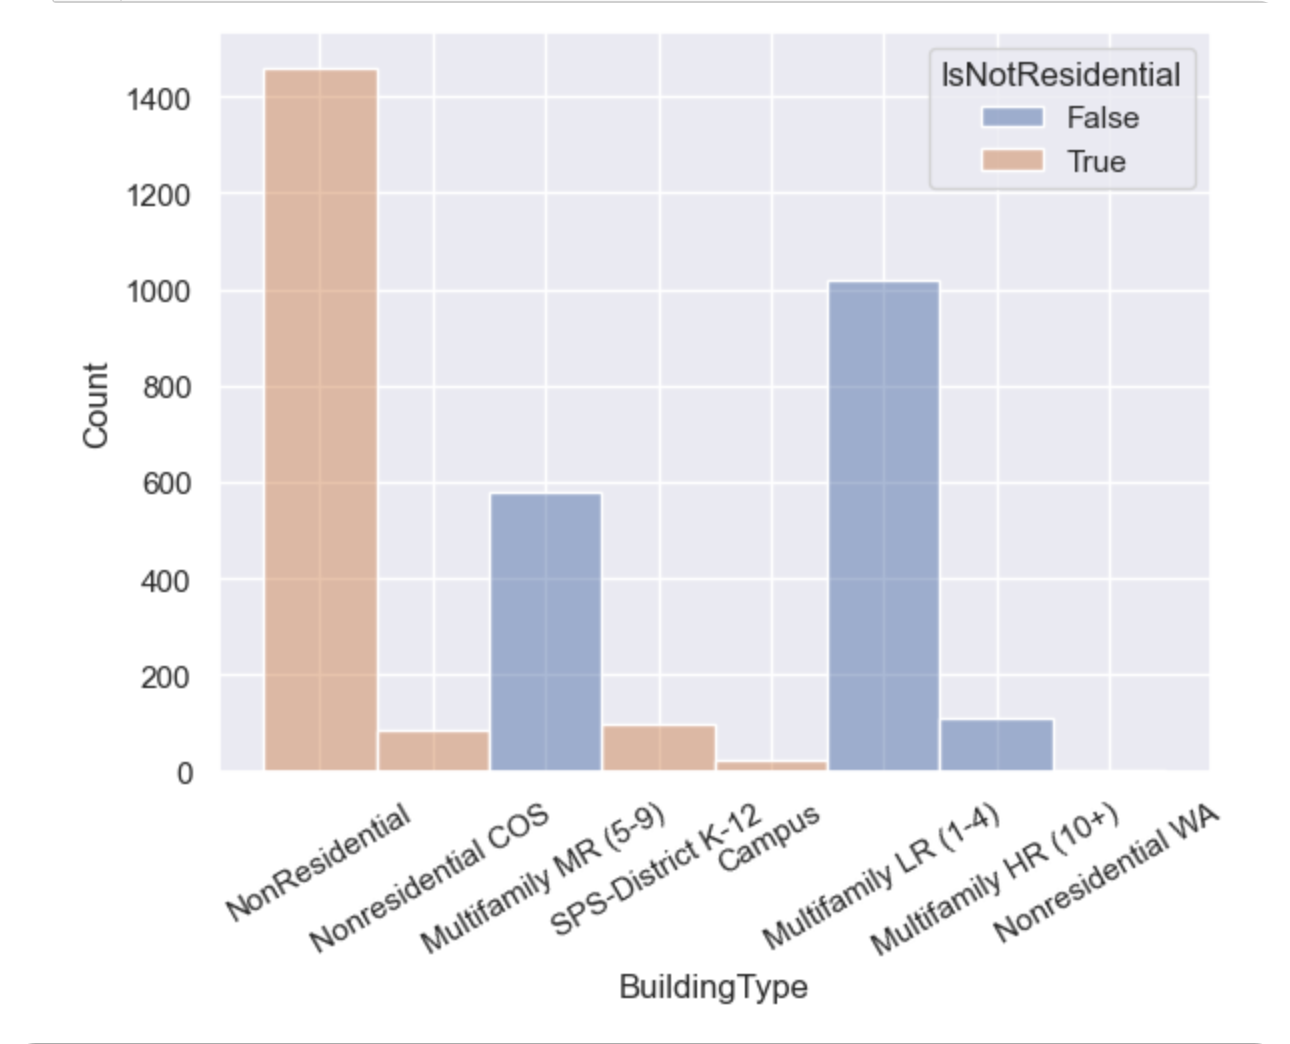 IsNotResidential
False
True
1400
1200
1000
800
600
400
200
0
Count
NonResidential
Nonresidential COS
Multifamily MR (5-9)
SPS-District K-12
Campus
Multifamily LR (1-4)
Multifamily HR (10+)
Nonresidential WA
BuildingType